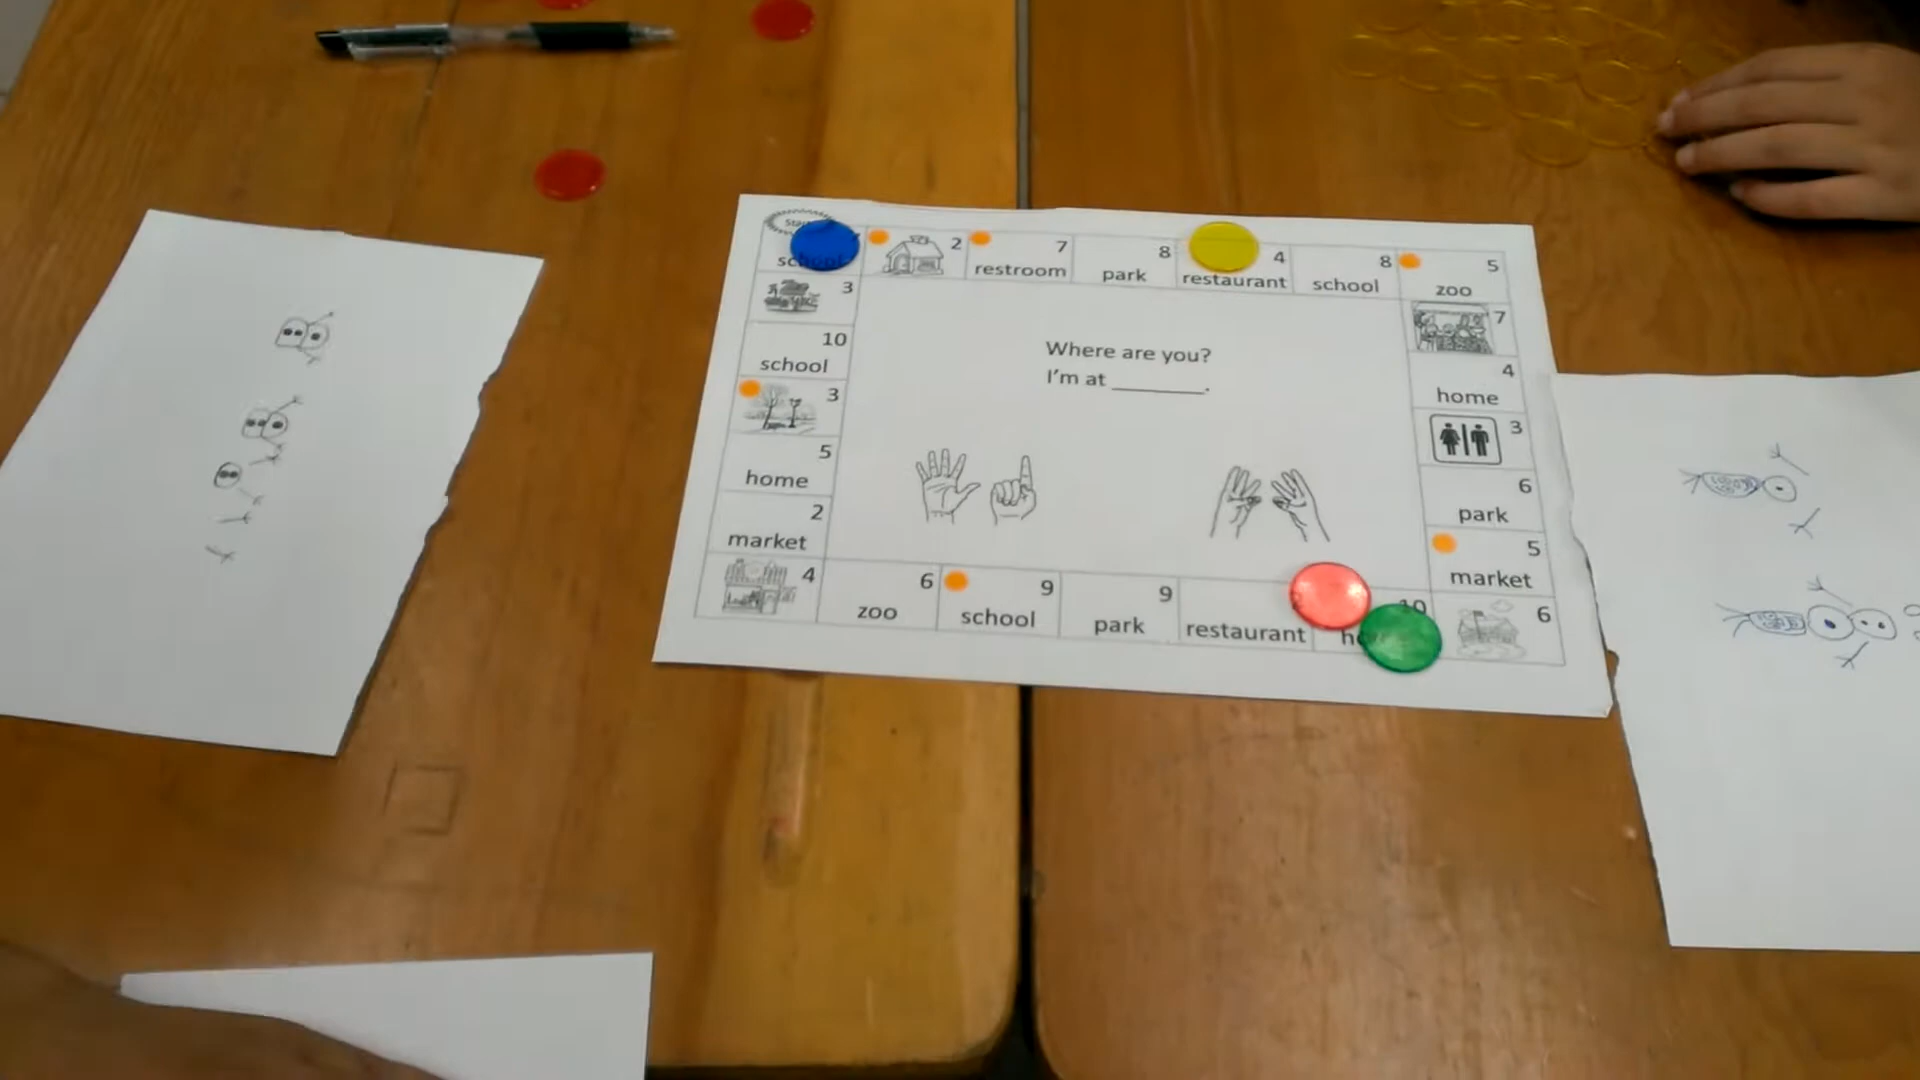 Start
school
2
7
restroom
8
park
4
restaurant
8
school
5
zoo
3
7
10
school
4
home
3
3
5
home
6
park
2
market
5
market
4
6
zoo
9
school
9
park
restaurant
10
6
Where are you?
I'm at ________.